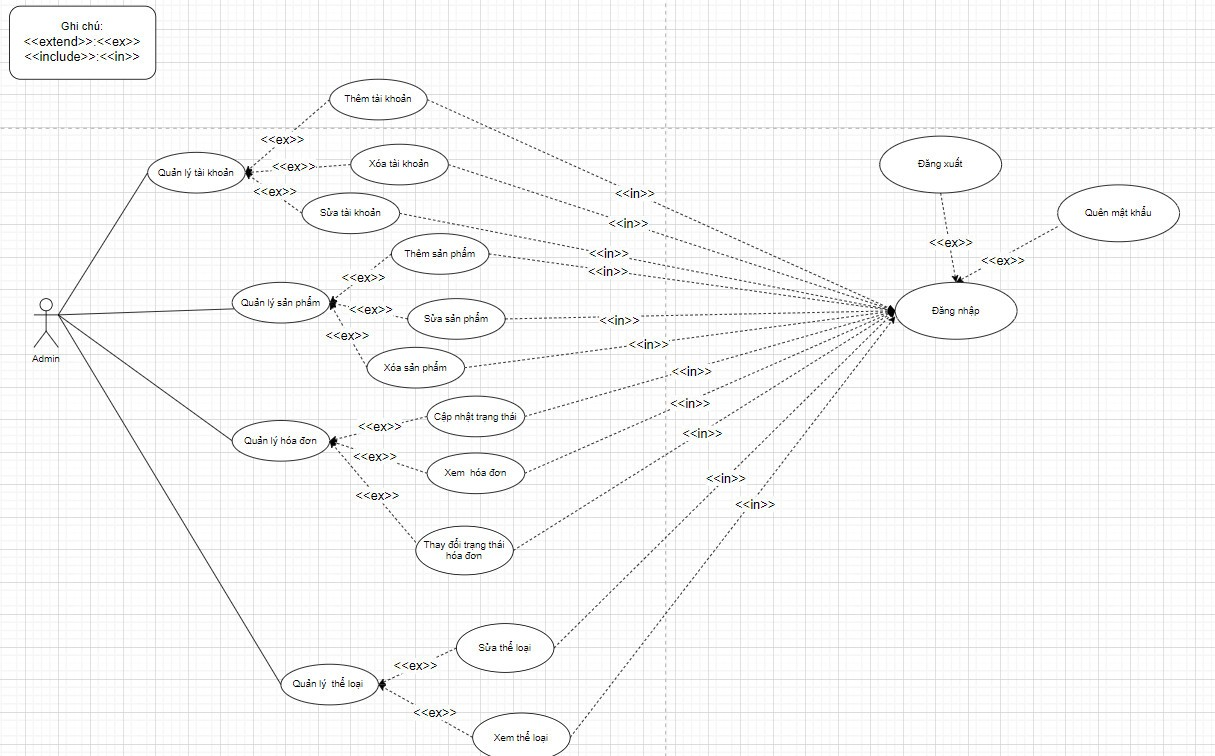 Ghi chú:
<<extend>>:<<ex>>
<<include>>:<<in>>
Thêm tài khoản
<<ex>>
Quản lý tài khoản
<<ex>>
Xóa tài khoản
<<ex>>
Sửa tài khoản
<<in>>
<<in>>
<<in>>
<<in>>
Đăng xuất
Quên mật khẩu
<<ex>>
<<ex>>
Đăng nhập
Thêm sản phẩm
<<ex>>
Quản lý sản phẩm
<<ex>>
Sửa sản phẩm
<<ex>>
Xóa sản phẩm
<<in>>
<<in>>
Admin
<<in>>
<<in>>
<<in>>
Cập nhật trạng thái
<<ex>>
Quản lý hóa đơn
<<ex>>
Xem hóa đơn
<<ex>>
Thay đổi trạng thái
hóa đơn
<<in>>
<<in>>
Sửa thể loại
<<ex>>
Quản lý thể loại
<<ex>>
Xem thể loại